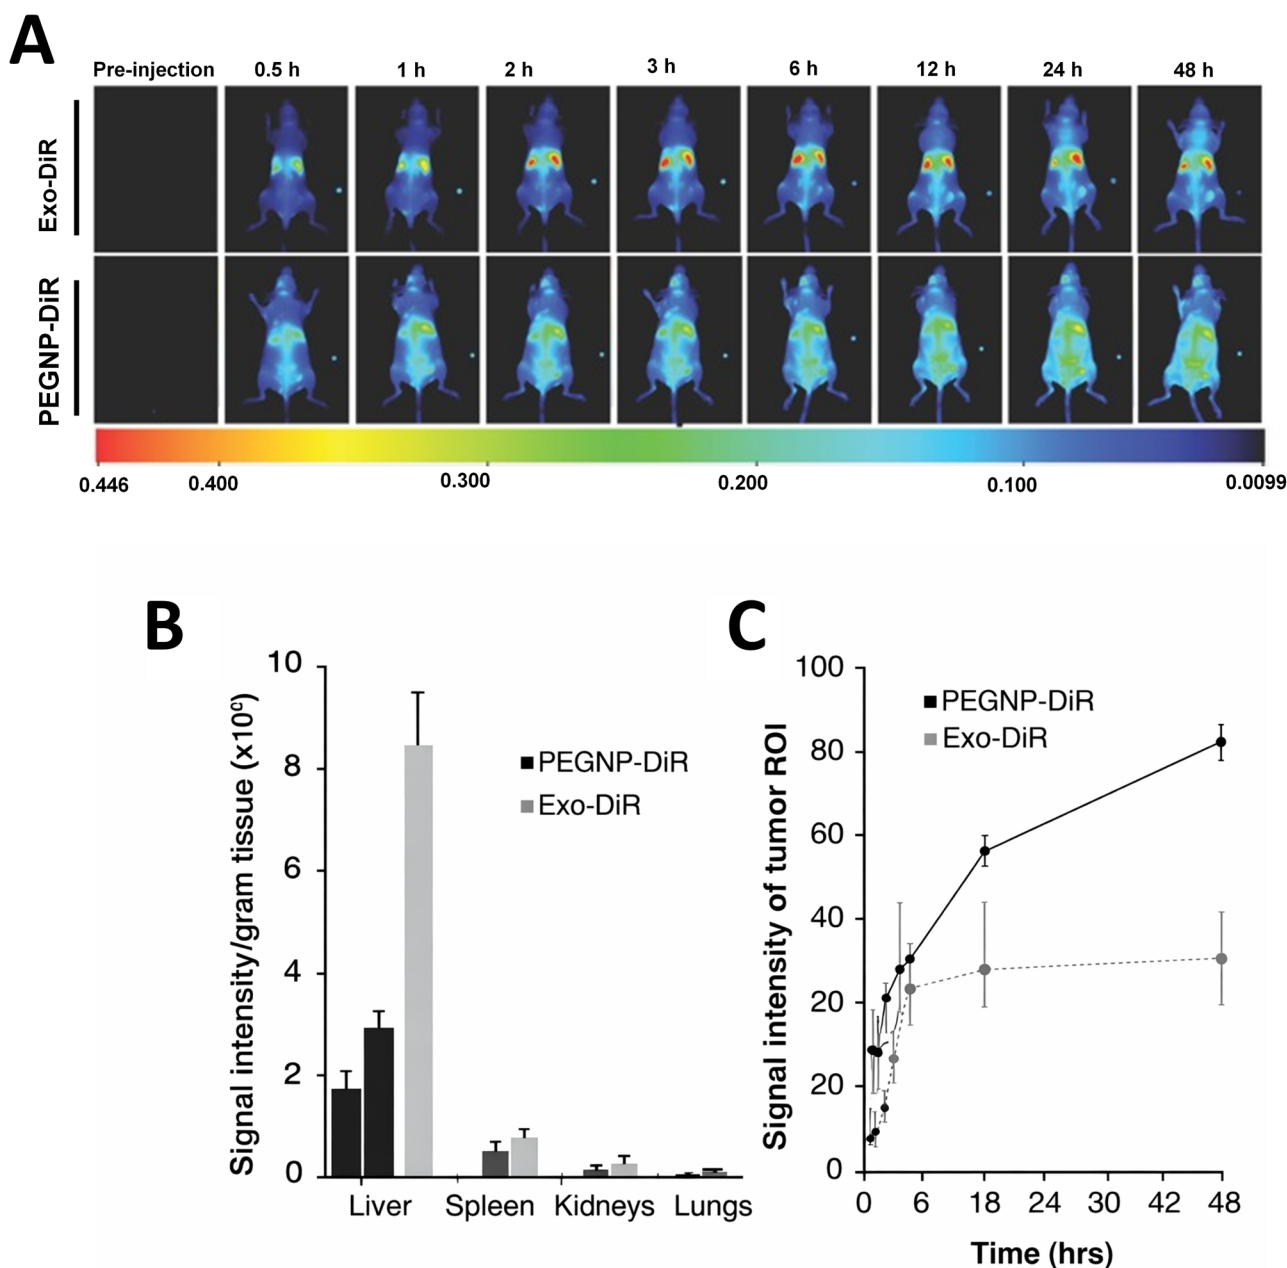 A
Pre-injection 0.5 h 1 h 2 h 3 h 6 h 12 h 24 h 48 h
Exo-DiR
PEGNP-DiR
0.446 0.400 0.300 0.200 0.100 0.0099
B
Signal intensity/gram tissue (x10⁶)
10
8
6
4
2
0
PEGNP-DiR
Exo-DiR
Liver Spleen Kidneys Lungs
C
Signal intensity of tumor ROI
100
80
60
40
20
20
0
PEGNP-DiR
Exo-DiR
0 6 18 24 30 42 48
Time (hrs)